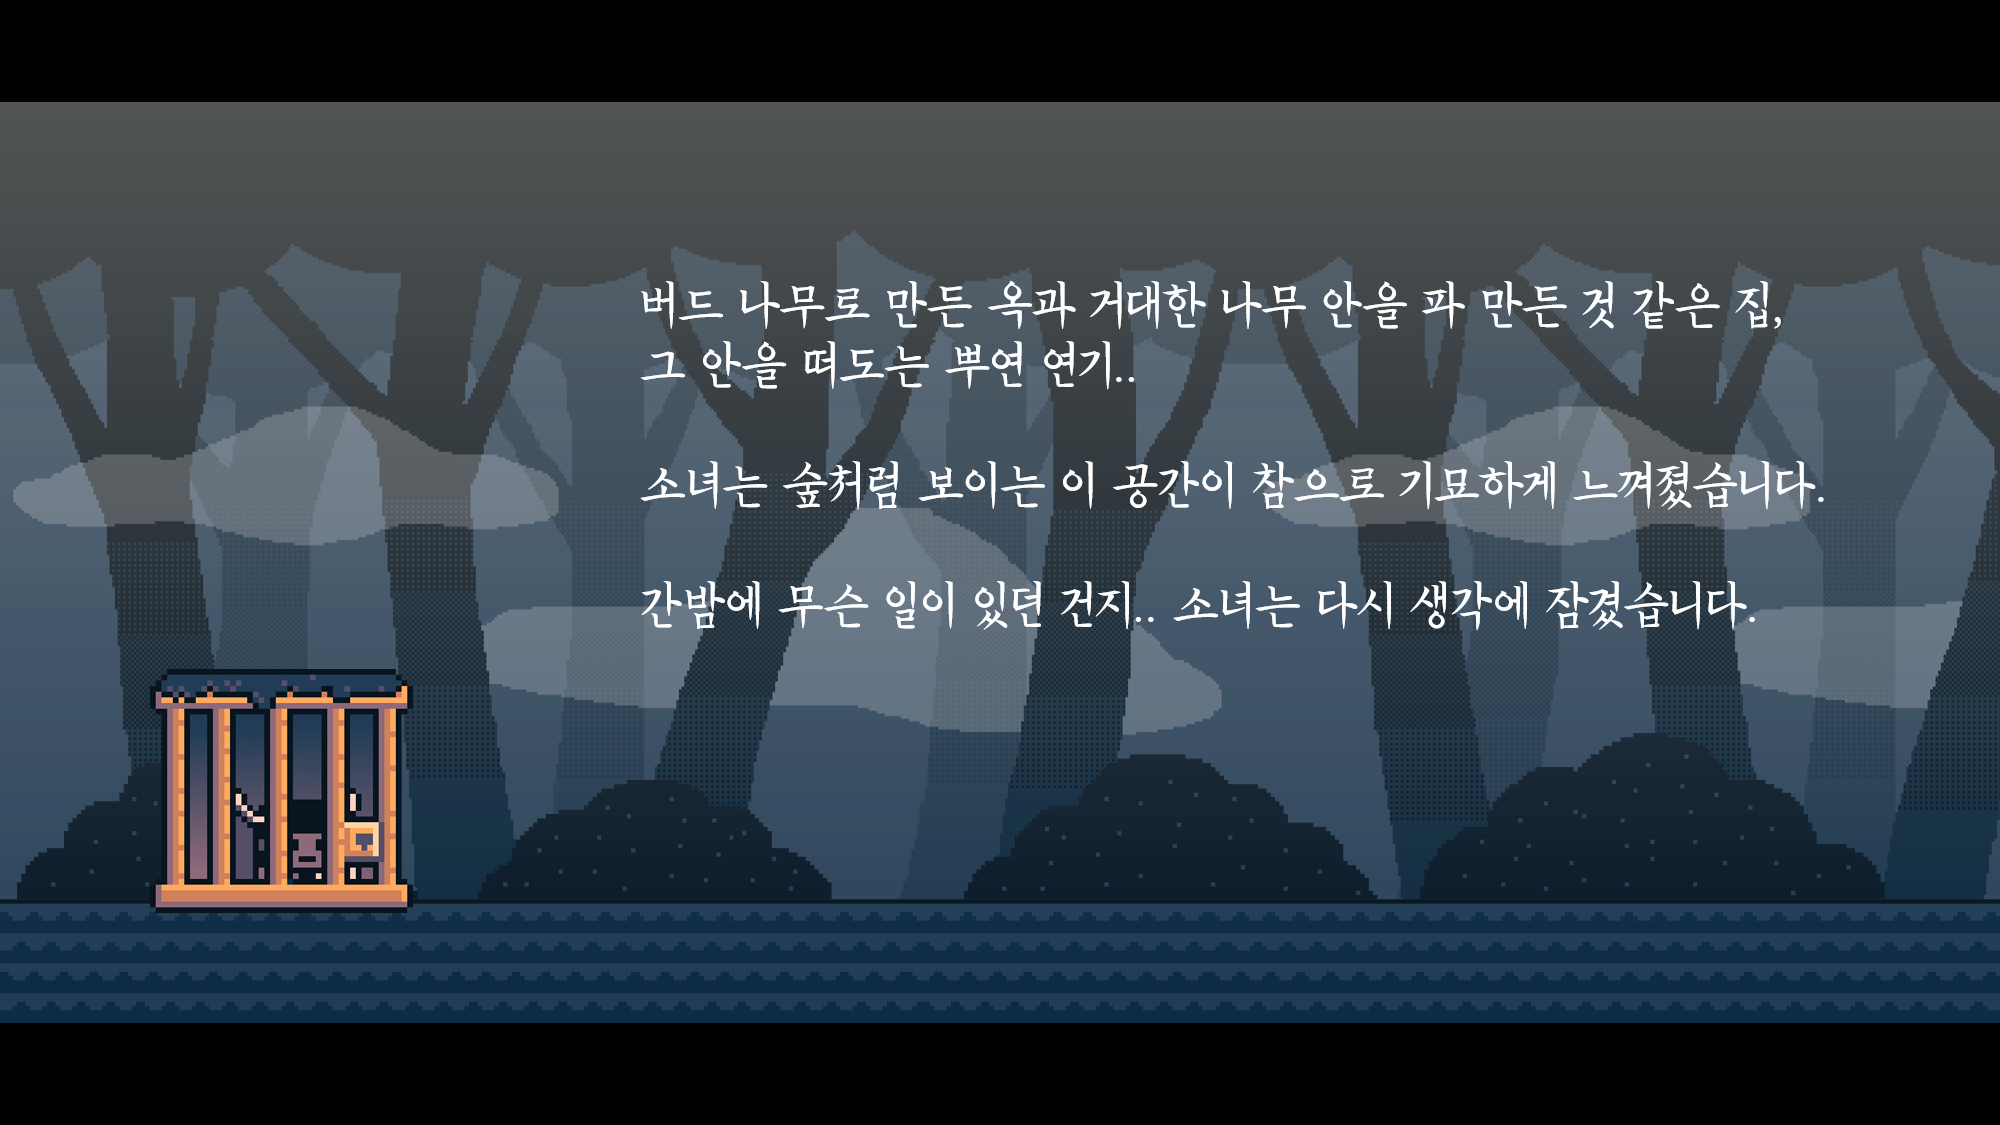 버드 나무로 만든 옥과 거대한 나무 안을 파 만든 것 같은 집,
그 안을 떠도는 뿌연 연기..
소녀는 숲처럼 보이는 이 공간이 참으로 기묘하게 느껴졌습니다.
간밤에 무슨 일이 있던 건지.. 소녀는 다시 생각에 잠겼습니다.